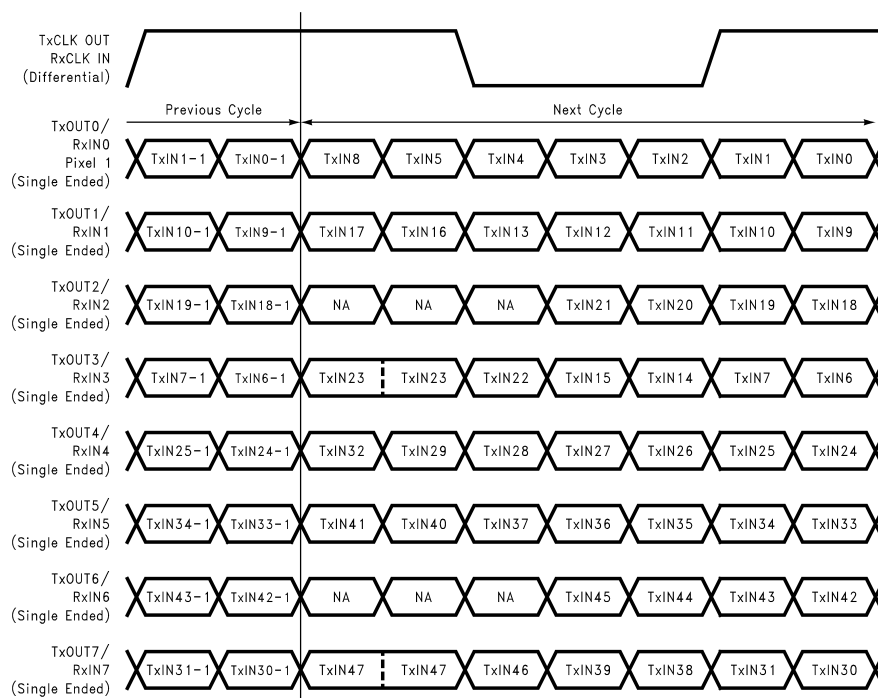 TxCLK OUT
RxCLK IN
(Differential)
Previous Cycle
Next Cycle
TxOUT0/
RxIN0
Pixel 1
(Single Ended)
TxIN1-1 TxIN0-1 TxIN8 TxIN5 TxIN4 TxIN3 TxIN2 TxIN1 TxIN0
TxOUT1/
RxIN1
(Single Ended)
TxIN10-1 TxIN9-1 TxIN17 TxIN16 TxIN13 TxIN12 TxIN11 TxIN10 TxIN9
TxOUT2/
RxIN2
(Single Ended)
TxIN19-1 TxIN18-1 NA NA NA TxIN21 TxIN20 TxIN19 TxIN18
TxOUT3/
RxIN3
(Single Ended)
TxIN7-1 TxIN6-1 TxIN23 TxIN23 TxIN22 TxIN15 TxIN14 TxIN7 TxIN6
TxOUT4/
RxIN4
(Single Ended)
TxIN25-1 TxIN24-1 TxIN32 TxIN29 TxIN28 TxIN27 TxIN26 TxIN25 TxIN24
TxOUT5/
RxIN5
(Single Ended)
TxIN34-1 TxIN33-1 TxIN41 TxIN40 TxIN37 TxIN36 TxIN35 TxIN34 TxIN33
TxOUT6/
RxIN6
(Single Ended)
TxIN43-1 TxIN42-1 NA NA NA TxIN45 TxIN44 TxIN43 TxIN42
TxOUT7/
RxIN7
(Single Ended)
TxIN31-1 TxIN30-1 TxIN47 TxIN47 TxIN46 TxIN39 TxIN38 TxIN31 TxIN30